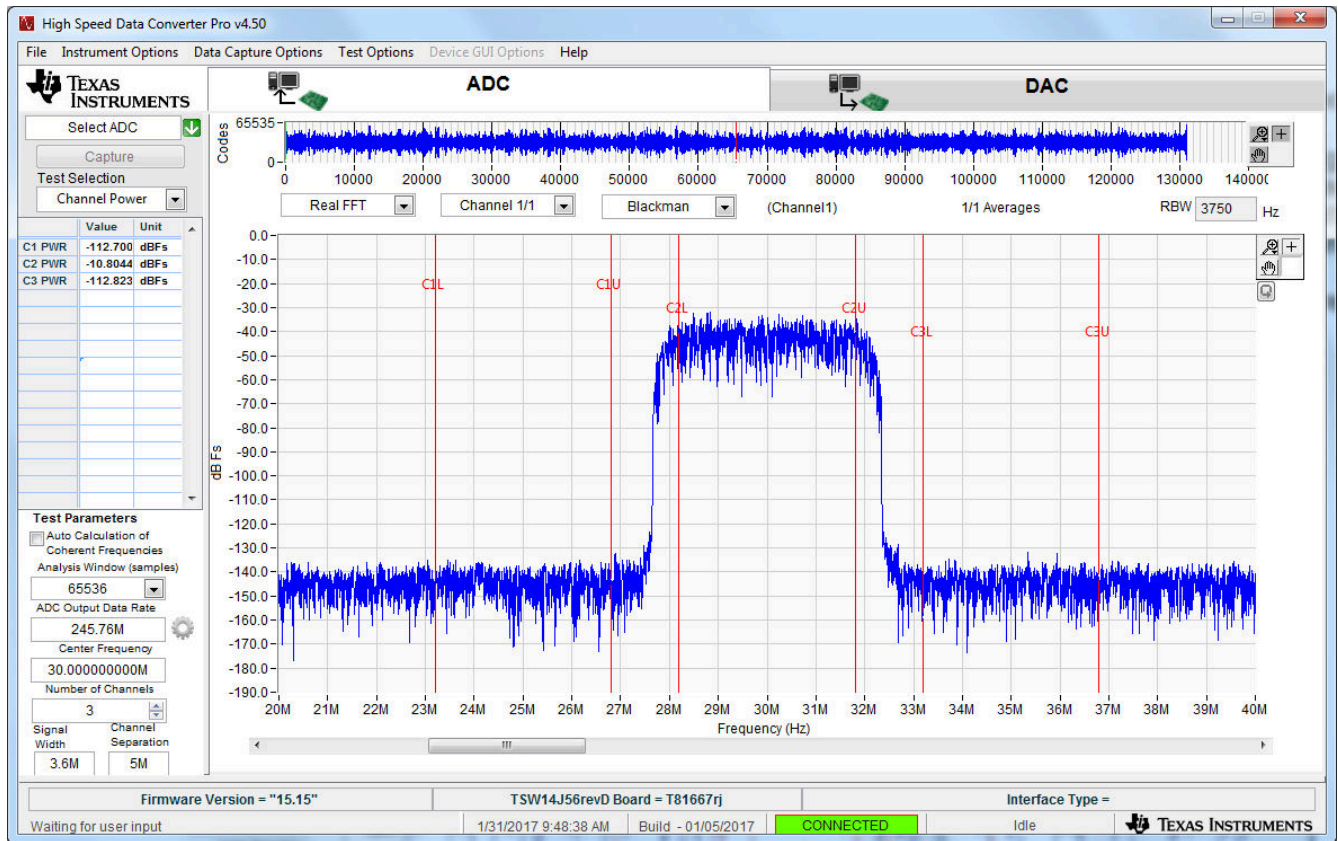 High Speed Data Converter Pro v4.50
File Instrument Options Data Capture Options Test Options Device GUI Options Help
TEXAS INSTRUMENTS
ADC
DAC
Select ADC
Capture
Test Selection
Channel Power
Codes
65535
0
0 10000 20000 30000 40000 50000 60000 70000 80000 90000 100000 110000 120000 130000 14000(
Real FFT
Channel 1/1
Blackman
(Channel1)
1/1 Averages
RBW 3750 Hz
Value Unit
C1 PWR -112.700 dBFs
C2 PWR -10.8044 dBFs
C3 PWR -112.823 dBFs
Test Parameters
Auto Calculation of
Coherent Frequencies
Analysis Window (samples)
65536
ADC Output Data Rate
245.76M
Center Frequency
30.000000000M
Number of Channels
3
Signal Width
Channel Separation
3.6M
5M
dB Fs
0.0
-10.0
-20.0
-30.0
-40.0
-50.0
-60.0
-70.0
-80.0
-90.0
-100.0
-110.0
-120.0
-130.0
-140.0
-150.0
-160.0
-170.0
-180.0
-190.0
C1L
C1U
C2L
C2U
C3L
C3U
20M 21M 22M 23M 24M 25M 26M 27M 28M 29M 30M 31M 32M 33M 34M 35M 36M 37M 38M 39M 40M
Frequency (Hz)
Firmware Version = "15.15"
TSW14J56revD Board = T81667rj
Interface Type =
Waiting for user input
1/31/2017 9:48:38 AM
Build - 01/05/2017
CONNECTED
Idle
TEXAS INSTRUMENTS